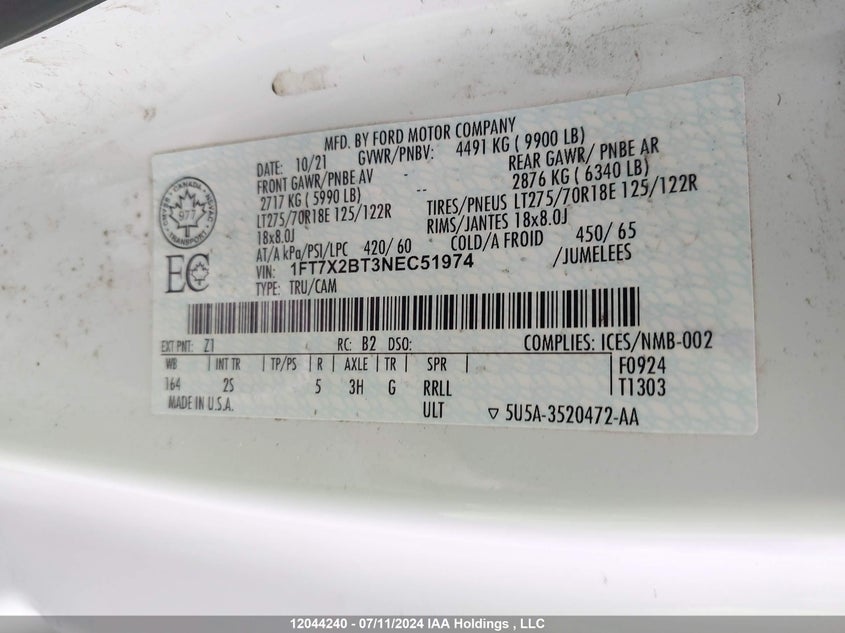 MFD. BY FORD MOTOR COMPANY
DATE: 10/21 GVWR/PNBV: 4491 KG ( 9900 LB)
FRONT GAWR/PNBE AV -- REAR GAWR/ PNBE AR
2717 KG ( 5990 LB) 2876 KG ( 6340 LB)
LT275/70R18E 125/122R TIRES/PNEUS LT275/70R18E 125/122R
18x8.0J RIMS/JANTES 18x8.0J
AT/A kPa/PSI/LPC 420/ 60 COLD/A FROID 450/ 65
VIN: 1FT7X2BT3NEC51974 /JUMELEES
TYPE: TRU/CAM
CANADA
977
TRANSPORT
EC
EXT PNT: Z1 RC: B2 DSO: COMPLIES: ICES/NMB-002
WB INT TR TP/PS R AXLE TR SPR F0924
164 2S 5 3H G RRLL T1303
MADE IN U.S.A. ULT ▽ 5U5A-3520472-AA
12044240 - 07/11/2024 IAA Holdings , LLC